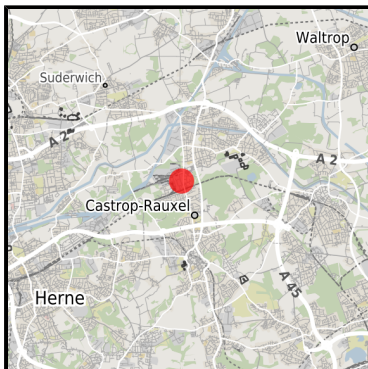 Waltrop
Suderwich
A 2
A 2
Castrop-Rauxel
A 45
Herne